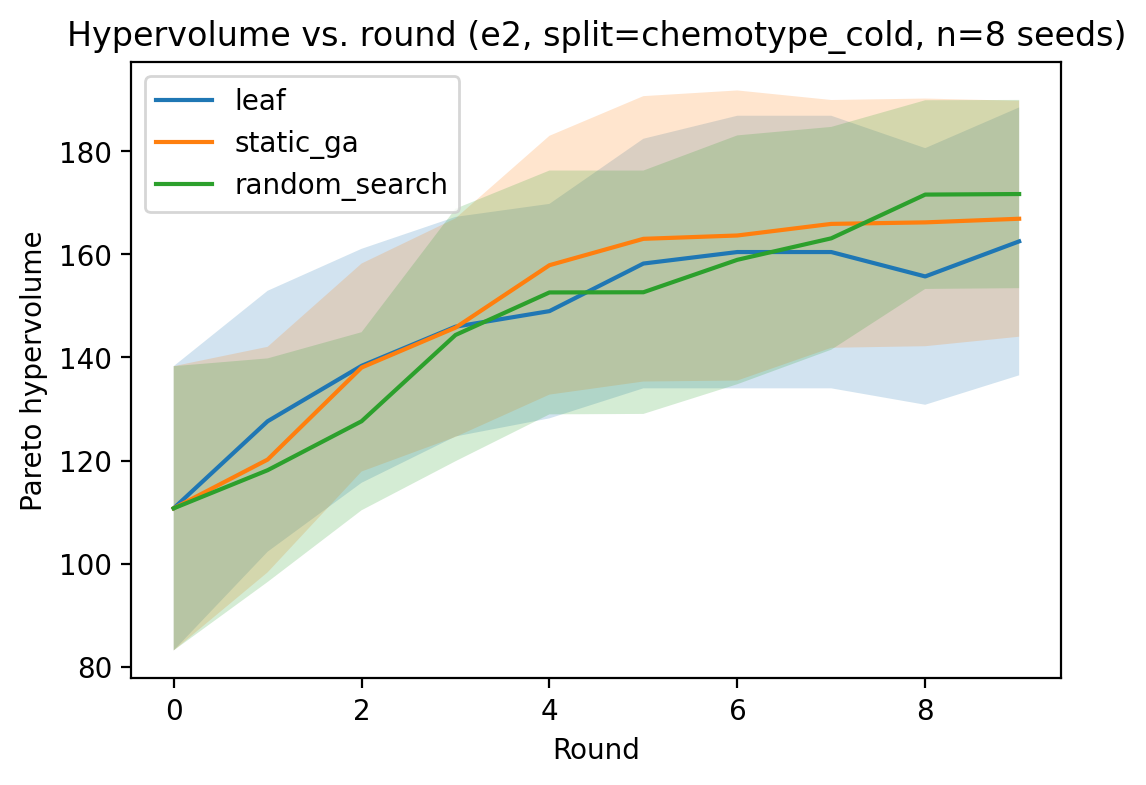 Hypervolume vs. round (e2, split=chemotype_cold, n=8 seeds)
leaf
static_ga
random_search
Pareto hypervolume
180
160
140
120
100
80
0 2 4 6 8
Round